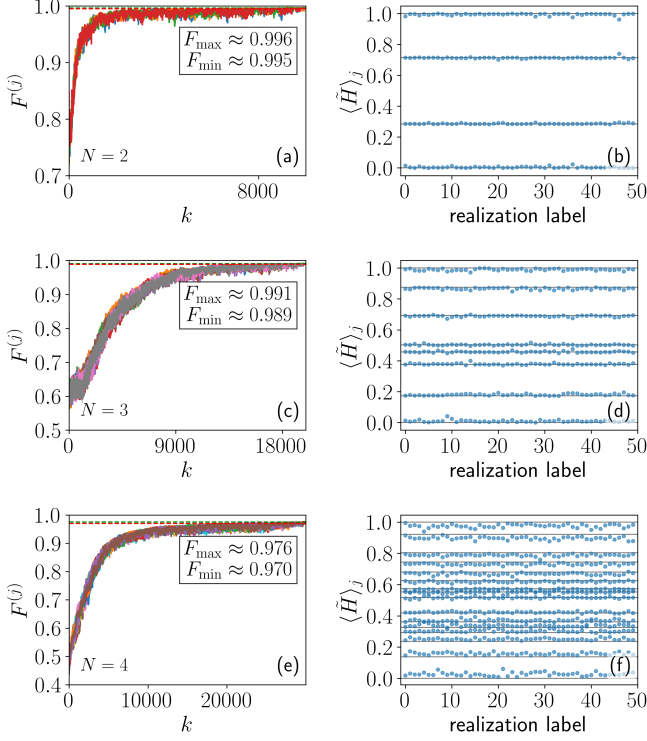 1.0
0.9
0.8
0.7
F^{(j)}
F_max ≈ 0.996
F_min ≈ 0.995
N = 2
(a)
0
8000
k
1.0
0.8
0.6
0.4
0.2
0.0
⟨H̃⟩_j
(b)
0
10
20
30
40
50
realization label
1.0
0.9
0.8
0.7
0.6
0.5
F^{(j)}
F_max ≈ 0.991
F_min ≈ 0.989
N = 3
(c)
0
9000
18000
k
1.0
0.8
0.6
0.4
0.2
0.0
⟨H̃⟩_j
(d)
0
10
20
30
40
50
realization label
1.0
0.9
0.8
0.7
0.6
0.5
0.4
F^{(j)}
F_max ≈ 0.976
F_min ≈ 0.970
N = 4
(e)
0
10000
20000
k
1.0
0.8
0.6
0.4
0.2
0.0
⟨H̃⟩_j
(f)
0
10
20
30
40
50
realization label